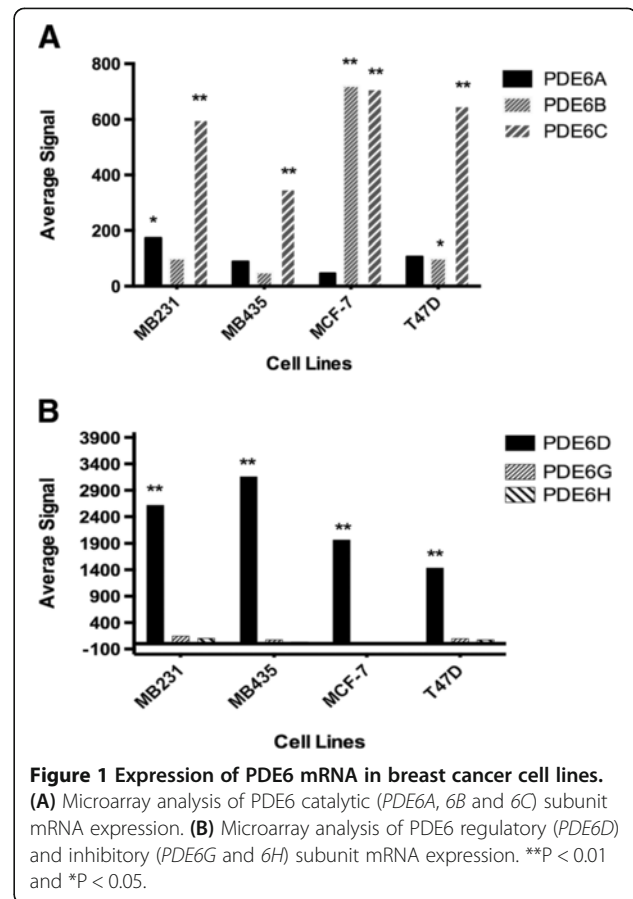 A
800
600
400
200
0
Average Signal
**
*
**
**
**
*
**
PDE6A
PDE6B
PDE6C
MB231
MB435
MCF-7
T47D
Cell Lines
B
3900
3400
2900
2400
1900
1400
900
400
-100
Average Signal
**
**
**
**
PDE6D
PDE6G
PDE6H
MB231
MB435
MCF-7
T47D
Cell Lines
Figure 1 Expression of PDE6 mRNA in breast cancer cell lines.
(A) Microarray analysis of PDE6 catalytic (PDE6A, 6B and 6C) subunit
mRNA expression. (B) Microarray analysis of PDE6 regulatory (PDE6D)
and inhibitory (PDE6G and 6H) subunit mRNA expression. **P < 0.01
and *P < 0.05.